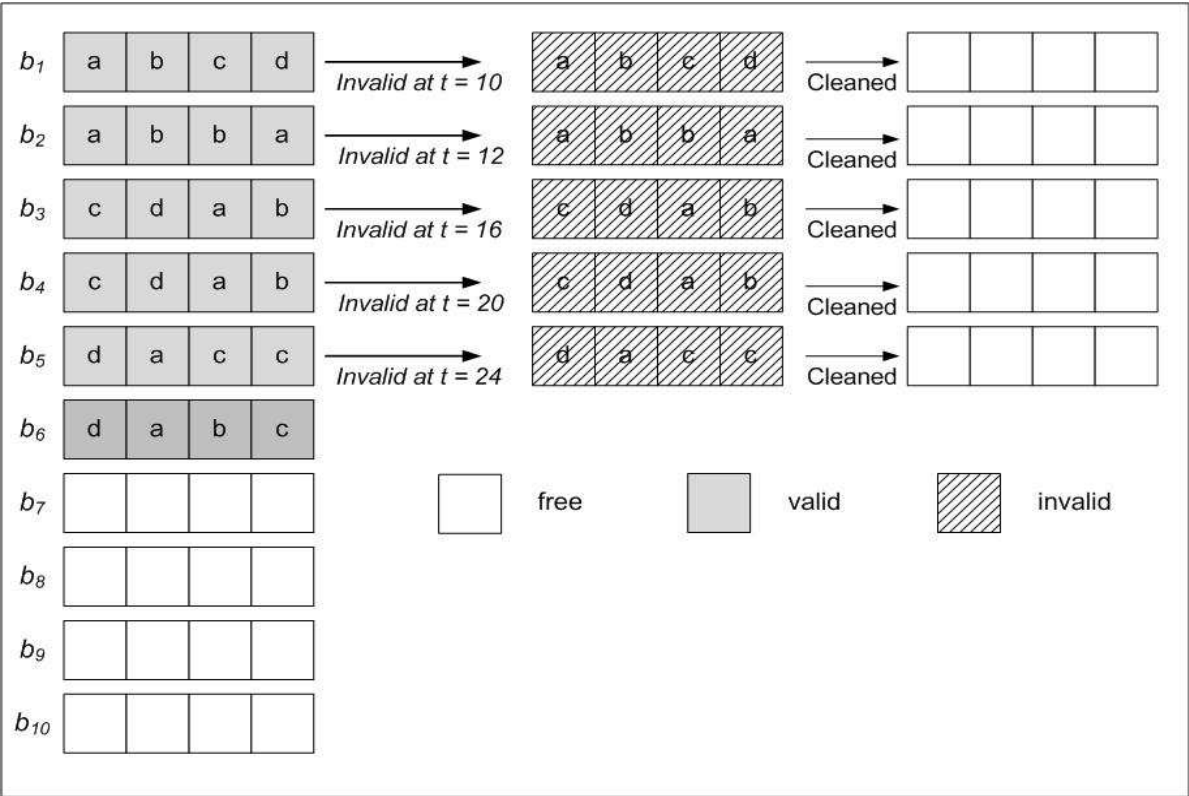 b1 a b c d Invalid at t = 10 a b c d Cleaned
b2 a b b a Invalid at t = 12 a b b a Cleaned
b3 c d a b Invalid at t = 16 c d a b Cleaned
b4 c d a b Invalid at t = 20 c d a b Cleaned
b5 d a c c Invalid at t = 24 d a c c Cleaned
b6 d a b c
b7 free valid invalid
b8
b9
b10